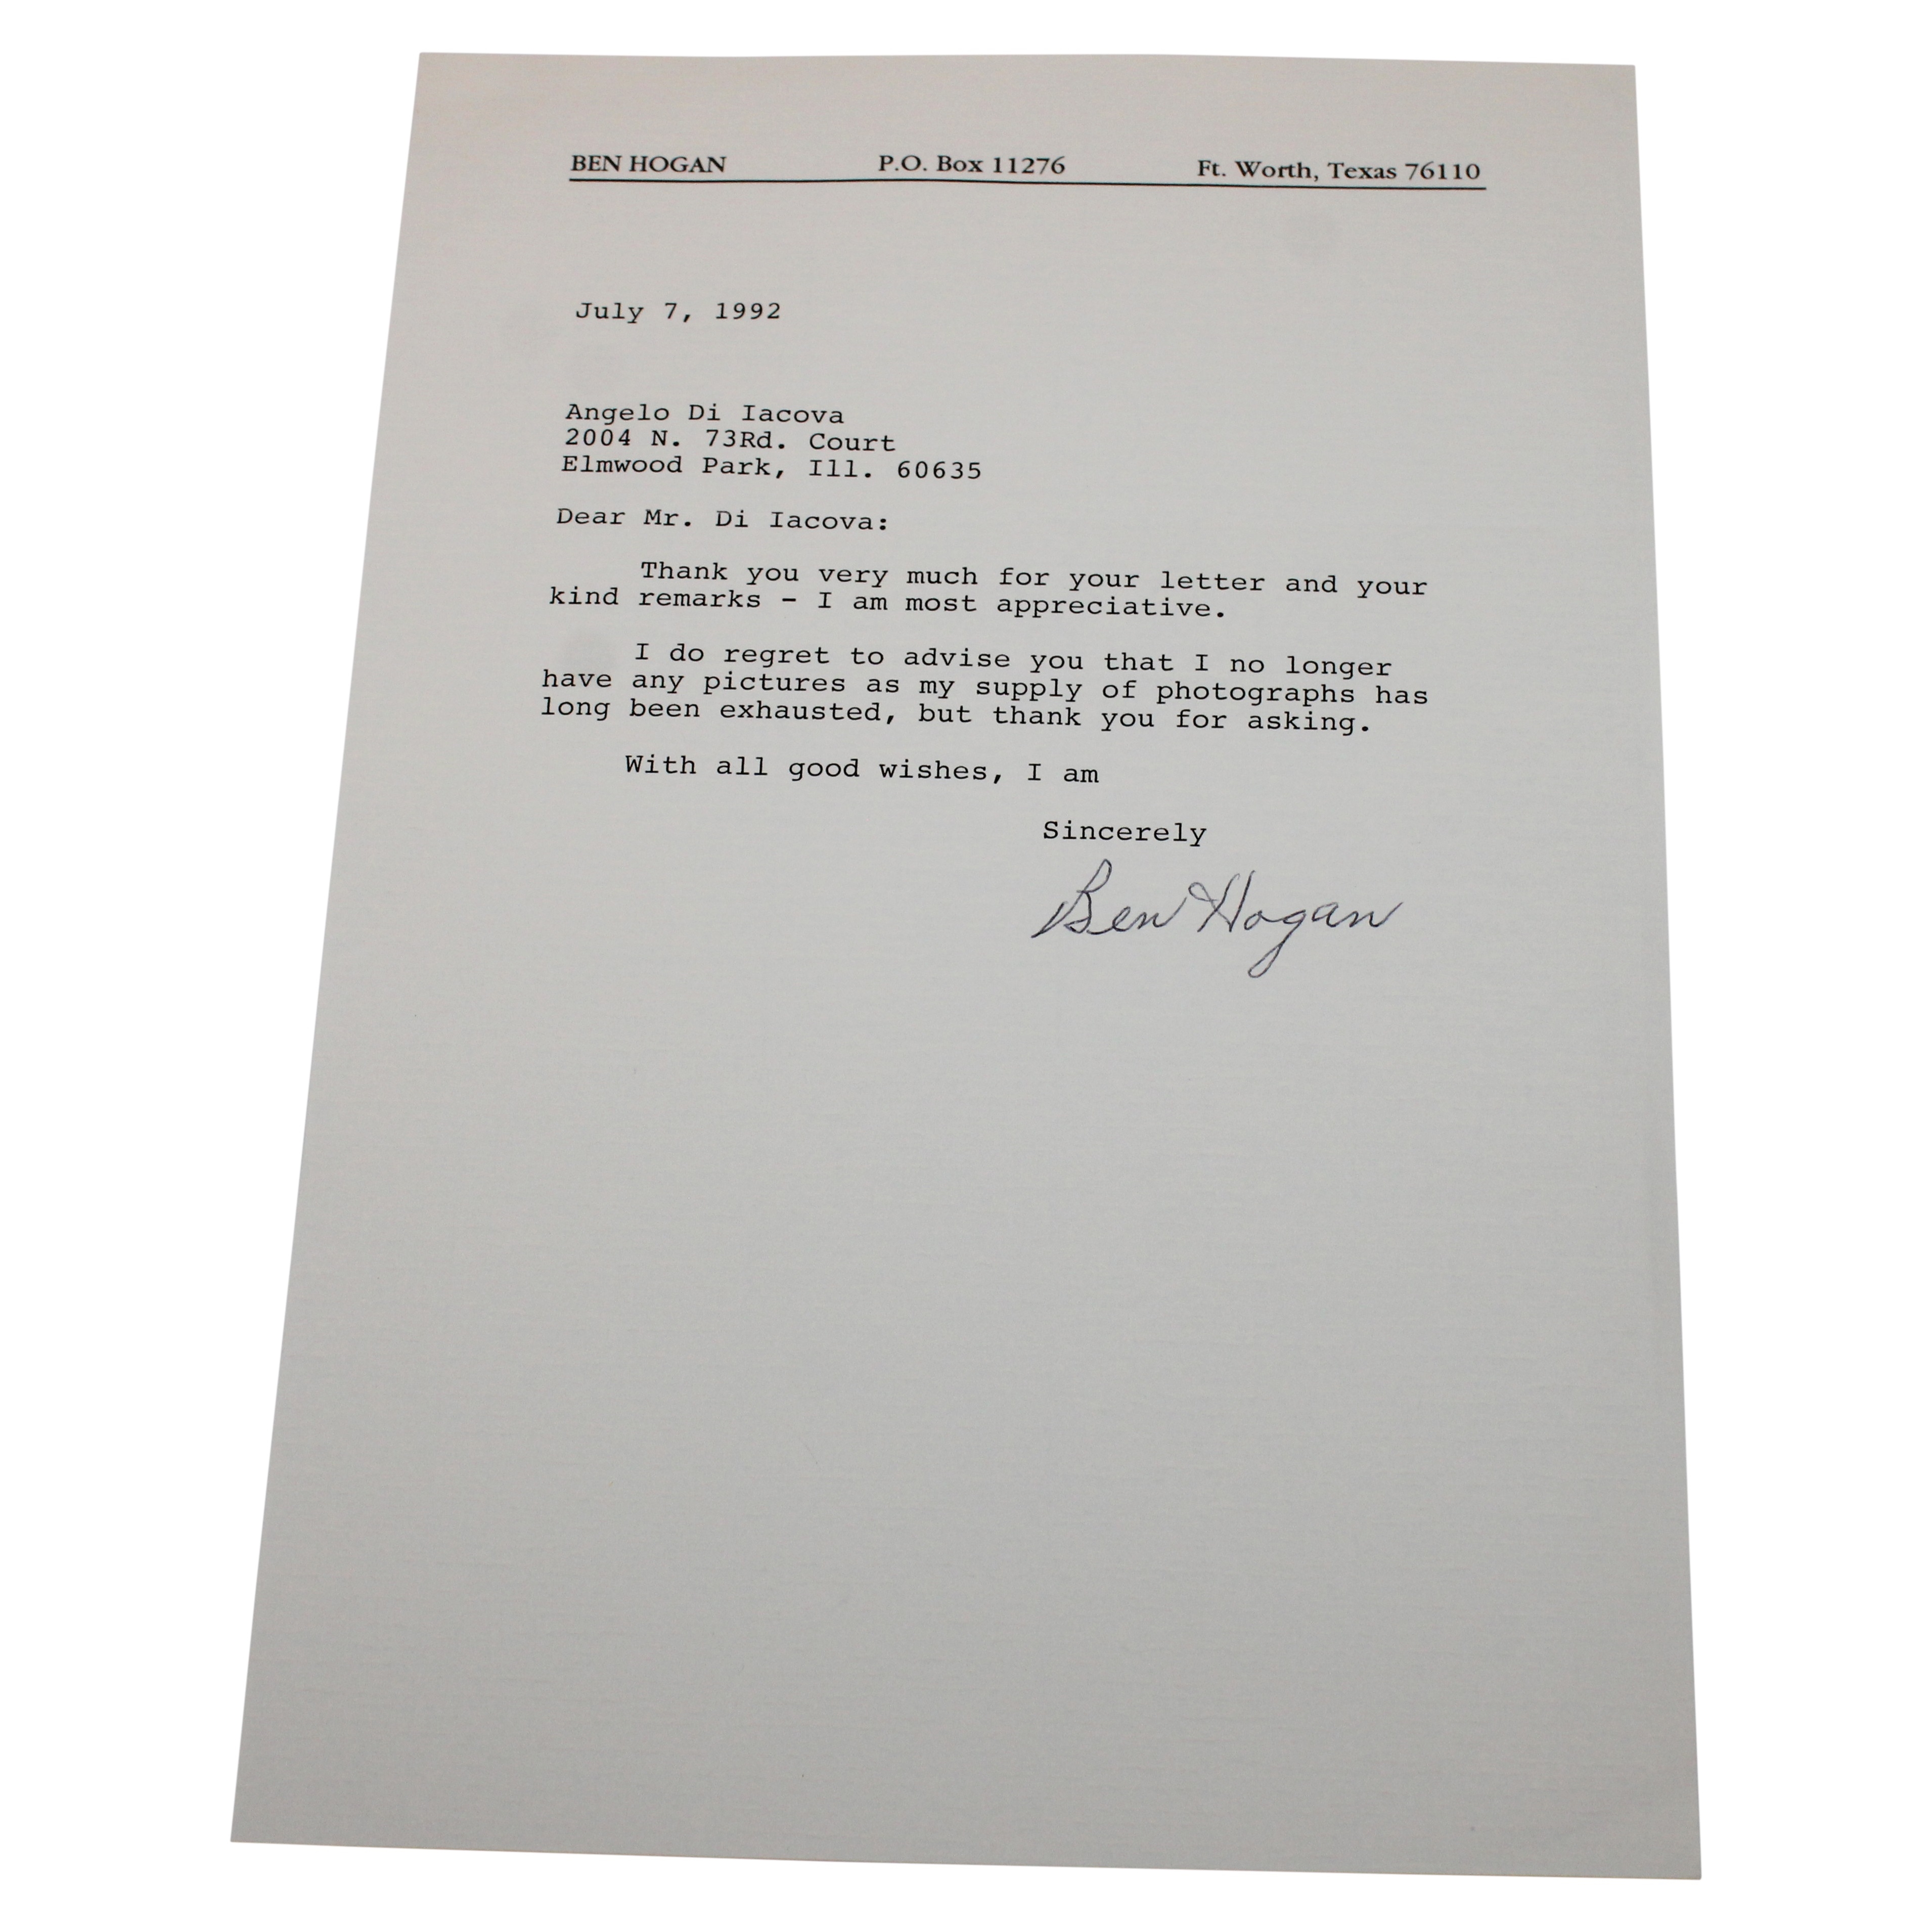 BEN HOGAN P.O. Box 11276 Ft. Worth, Texas 76110
July 7, 1992
Angelo Di Iacova
2004 N. 73Rd. Court
Elmwood Park, Ill. 60635
Dear Mr. Di Iacova:
Thank you very much for your letter and your
kind remarks - I am most appreciative.
I do regret to advise you that I no longer
have any pictures as my supply of photographs has
long been exhausted, but thank you for asking.
With all good wishes, I am
Sincerely
Ben Hogan